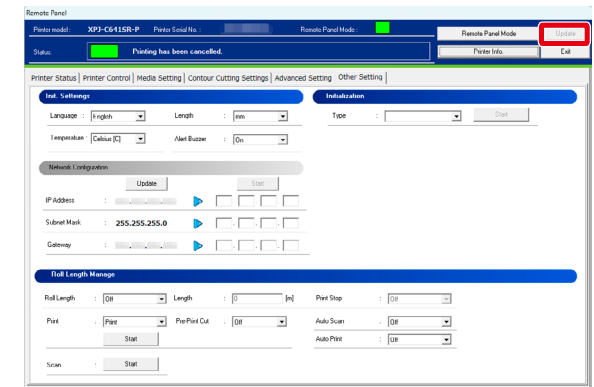 Remote Panel
Printer model : XPJ-C641SR-P Printer Serial No. : Remote Panel Mode :
Remote Panel Mode Update
Status: Printing has been cancelled.
Printer Info. Exit
Printer Status Printer Control Media Setting Contour Cutting Settings Advanced Setting Other Setting
Init. Setteings Initialization
Language : English Length : mm Type : Start
Temperature : Celcius [C] Alert Buzzer : On
Network Contiguration
Update Start
IP Address :
Subnet Mask : 255.255.255.0
Gateway :
Roll Length Manage
Roll Length : Off Length : 0 [m] Print Stop : Off
Print : Print Pre-Print Cut : Off Auto Scan : Off
Start Auto Print : Off
Scan : Start